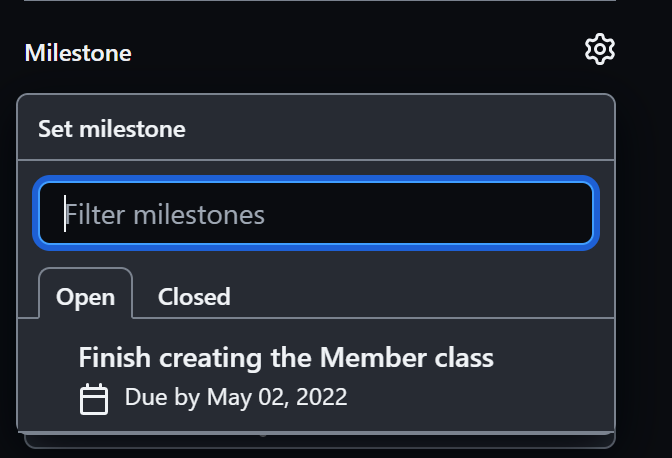 Milestone
Set milestone
Filter milestones
Open Closed
Finish creating the Member class
Due by May 02, 2022